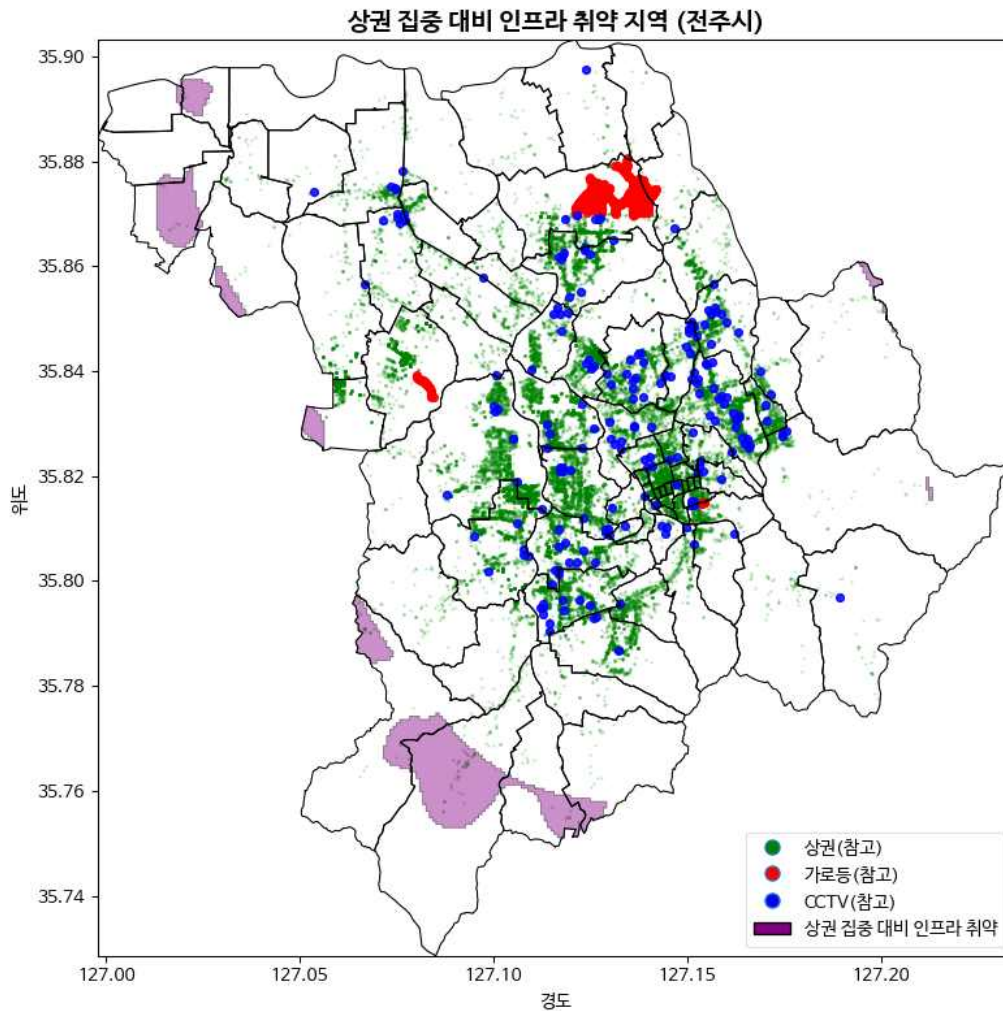 상권 집중 대비 인프라 취약 지역 (전주시)
35.90
35.88
35.86
35.84
35.82
35.80
35.78
35.76
35.74
위도
127.00
127.05
127.10
127.15
127.20
경도
상권(참고)
가로등(참고)
CCTV(참고)
상권 집중 대비 인프라 취약